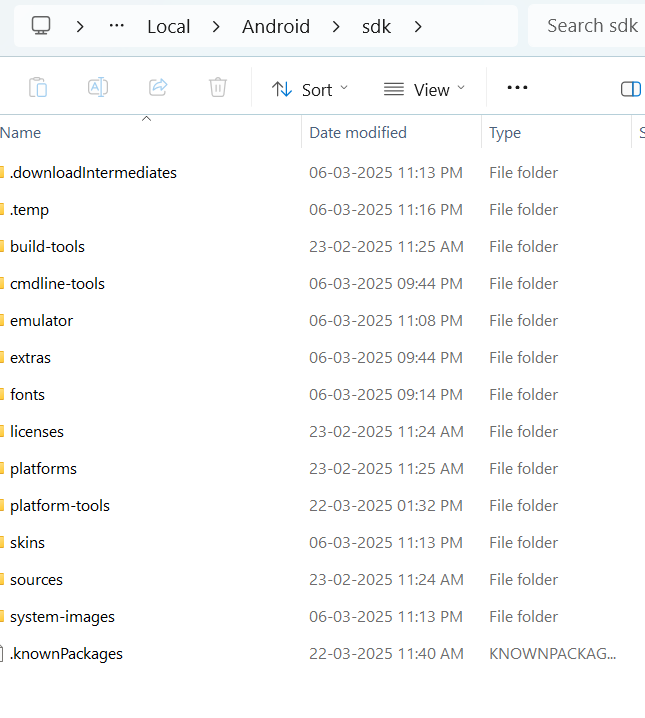 Local Android sdk Search sdk
Sort View
Name Date modified Type
.downloadIntermediates 06-03-2025 11:13 PM File folder
.temp 06-03-2025 11:16 PM File folder
build-tools 23-02-2025 11:25 AM File folder
cmdline-tools 06-03-2025 09:44 PM File folder
emulator 06-03-2025 11:08 PM File folder
extras 06-03-2025 09:44 PM File folder
fonts 06-03-2025 09:14 PM File folder
licenses 23-02-2025 11:24 AM File folder
platforms 23-02-2025 11:25 AM File folder
platform-tools 22-03-2025 01:32 PM File folder
skins 06-03-2025 11:13 PM File folder
sources 23-02-2025 11:24 AM File folder
system-images 06-03-2025 11:13 PM File folder
.knownPackages 22-03-2025 11:40 AM KNOWNPACKAG...